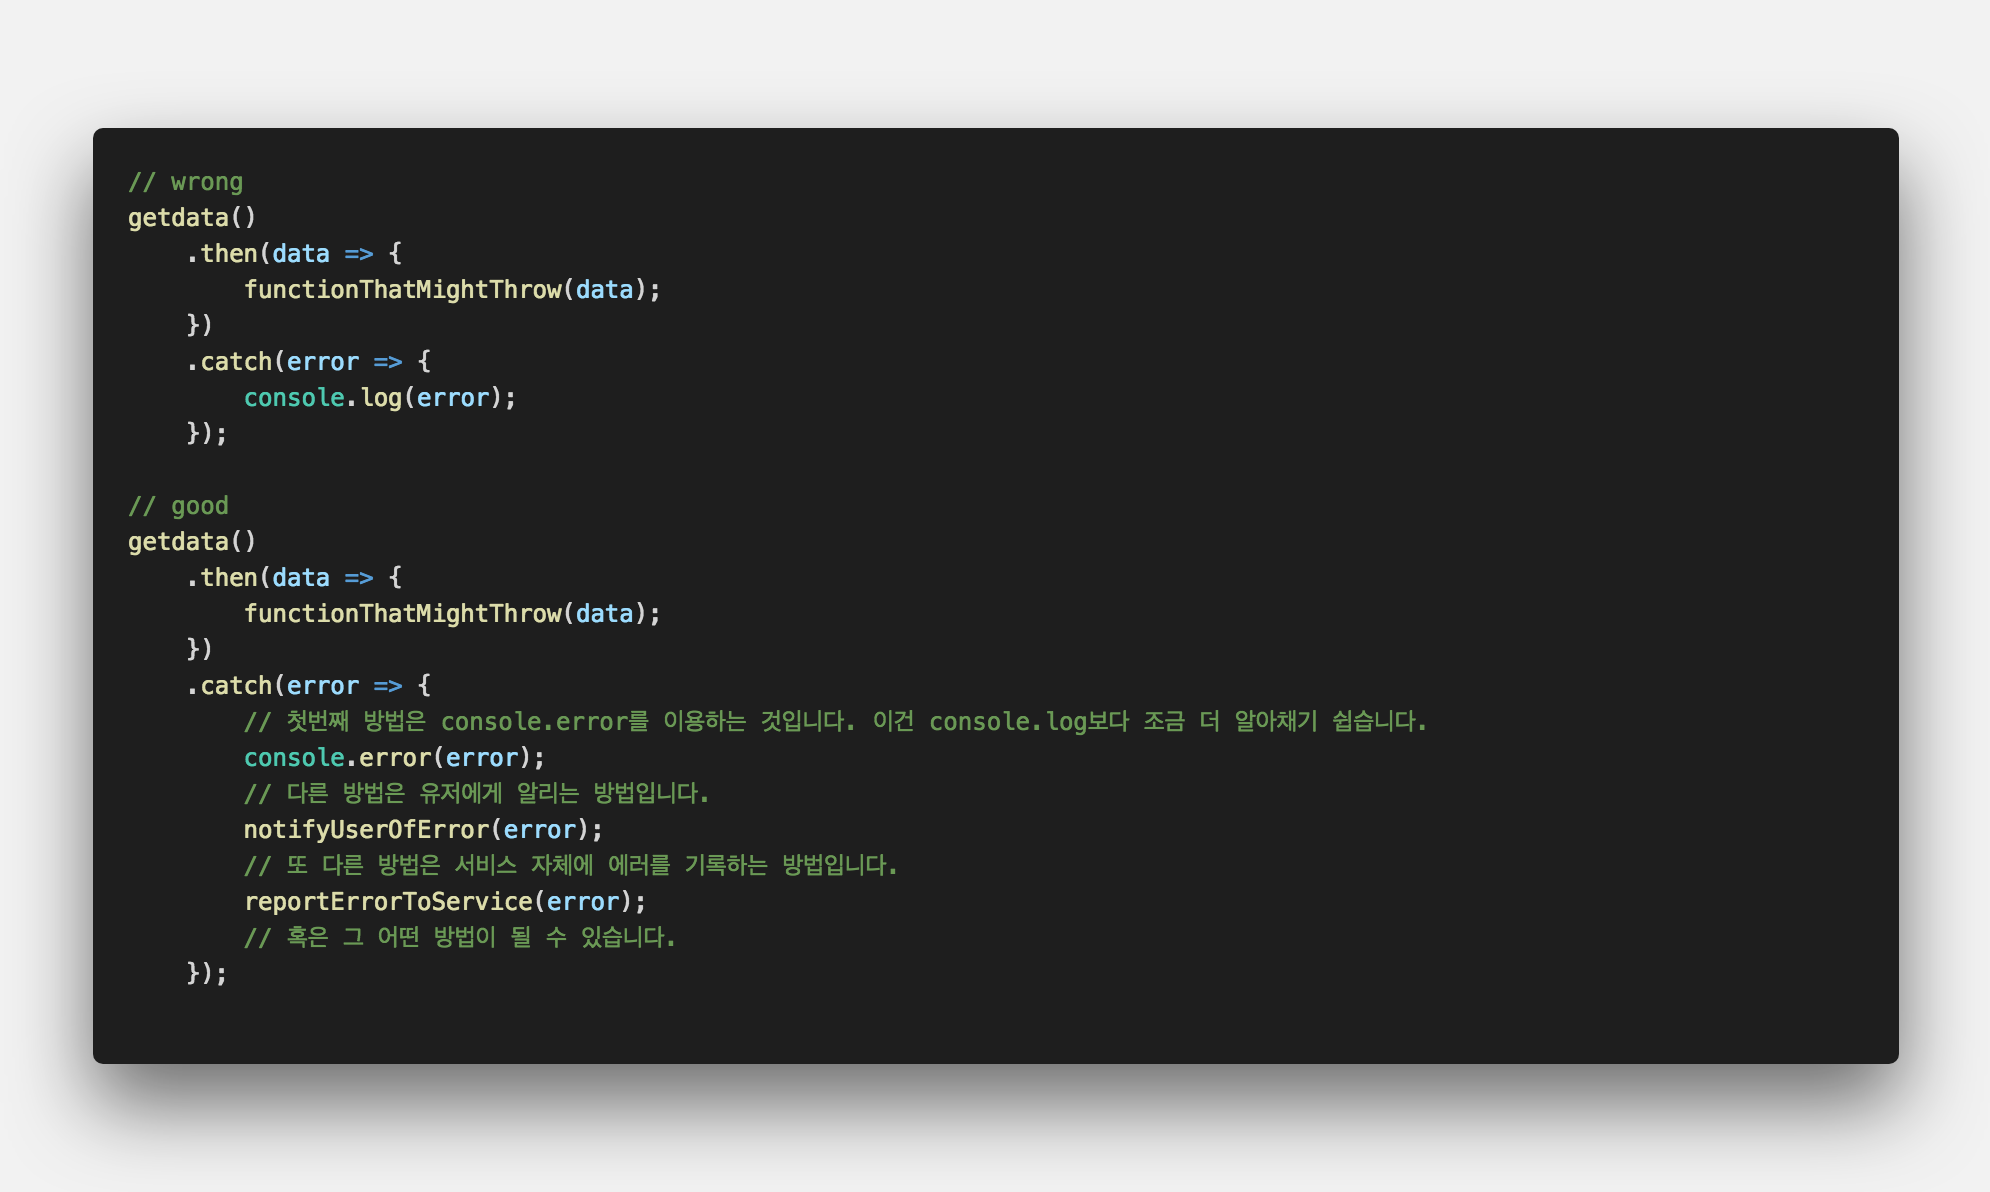 // wrong
getdata()
    .then(data => {
        functionThatMightThrow(data);
    })
    .catch(error => {
        console.log(error);
    });

// good
getdata()
    .then(data => {
        functionThatMightThrow(data);
    })
    .catch(error => {
        // 첫번째 방법은 console.error를 이용하는 것입니다. 이건 console.log보다 조금 더 알아채기 쉽습니다.
        console.error(error);
        // 다른 방법은 유저에게 알리는 방법입니다.
        notifyUserOfError(error);
        // 또 다른 방법은 서비스 자체에 에러를 기록하는 방법입니다.
        reportErrorToService(error);
        // 혹은 그 어떤 방법이 될 수 있습니다.
    });